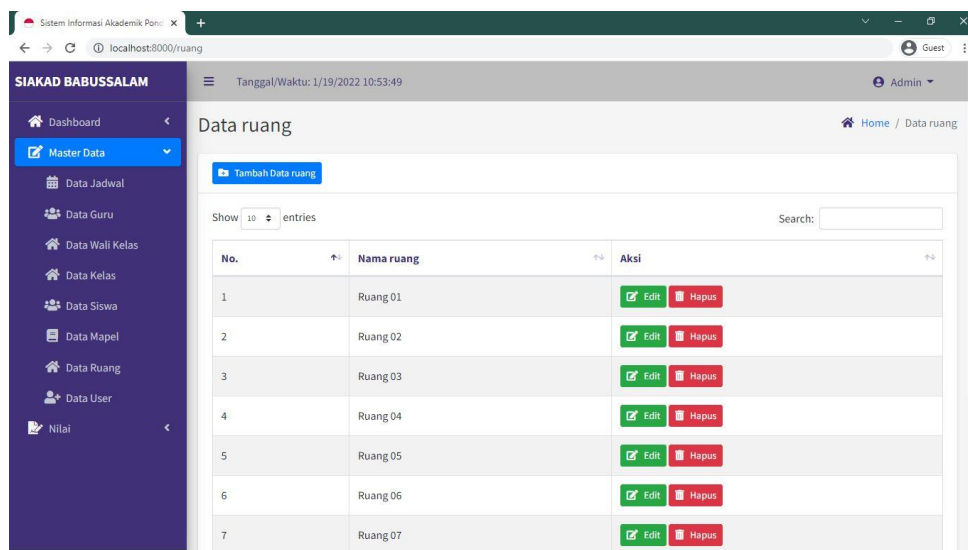 Sistem Informasi Akademik Pond
localhost:8000/ruang
Guest
SIAKAD BABUSSALAM
Tanggal/Waktu: 1/19/2022 10:53:49
Admin
Dashboard
Master Data
Data Jadwal
Data Guru
Data Wali Kelas
Data Kelas
Data Siswa
Data Mapel
Data Ruang
Data User
Nilai
Data ruang
Home / Data ruang
Tambah Data ruang
Show 10 entries
Search:
No. Nama ruang Aksi
1 Ruang 01 Edit Hapus
2 Ruang 02 Edit Hapus
3 Ruang 03 Edit Hapus
4 Ruang 04 Edit Hapus
5 Ruang 05 Edit Hapus
6 Ruang 06 Edit Hapus
7 Ruang 07 Edit Hapus